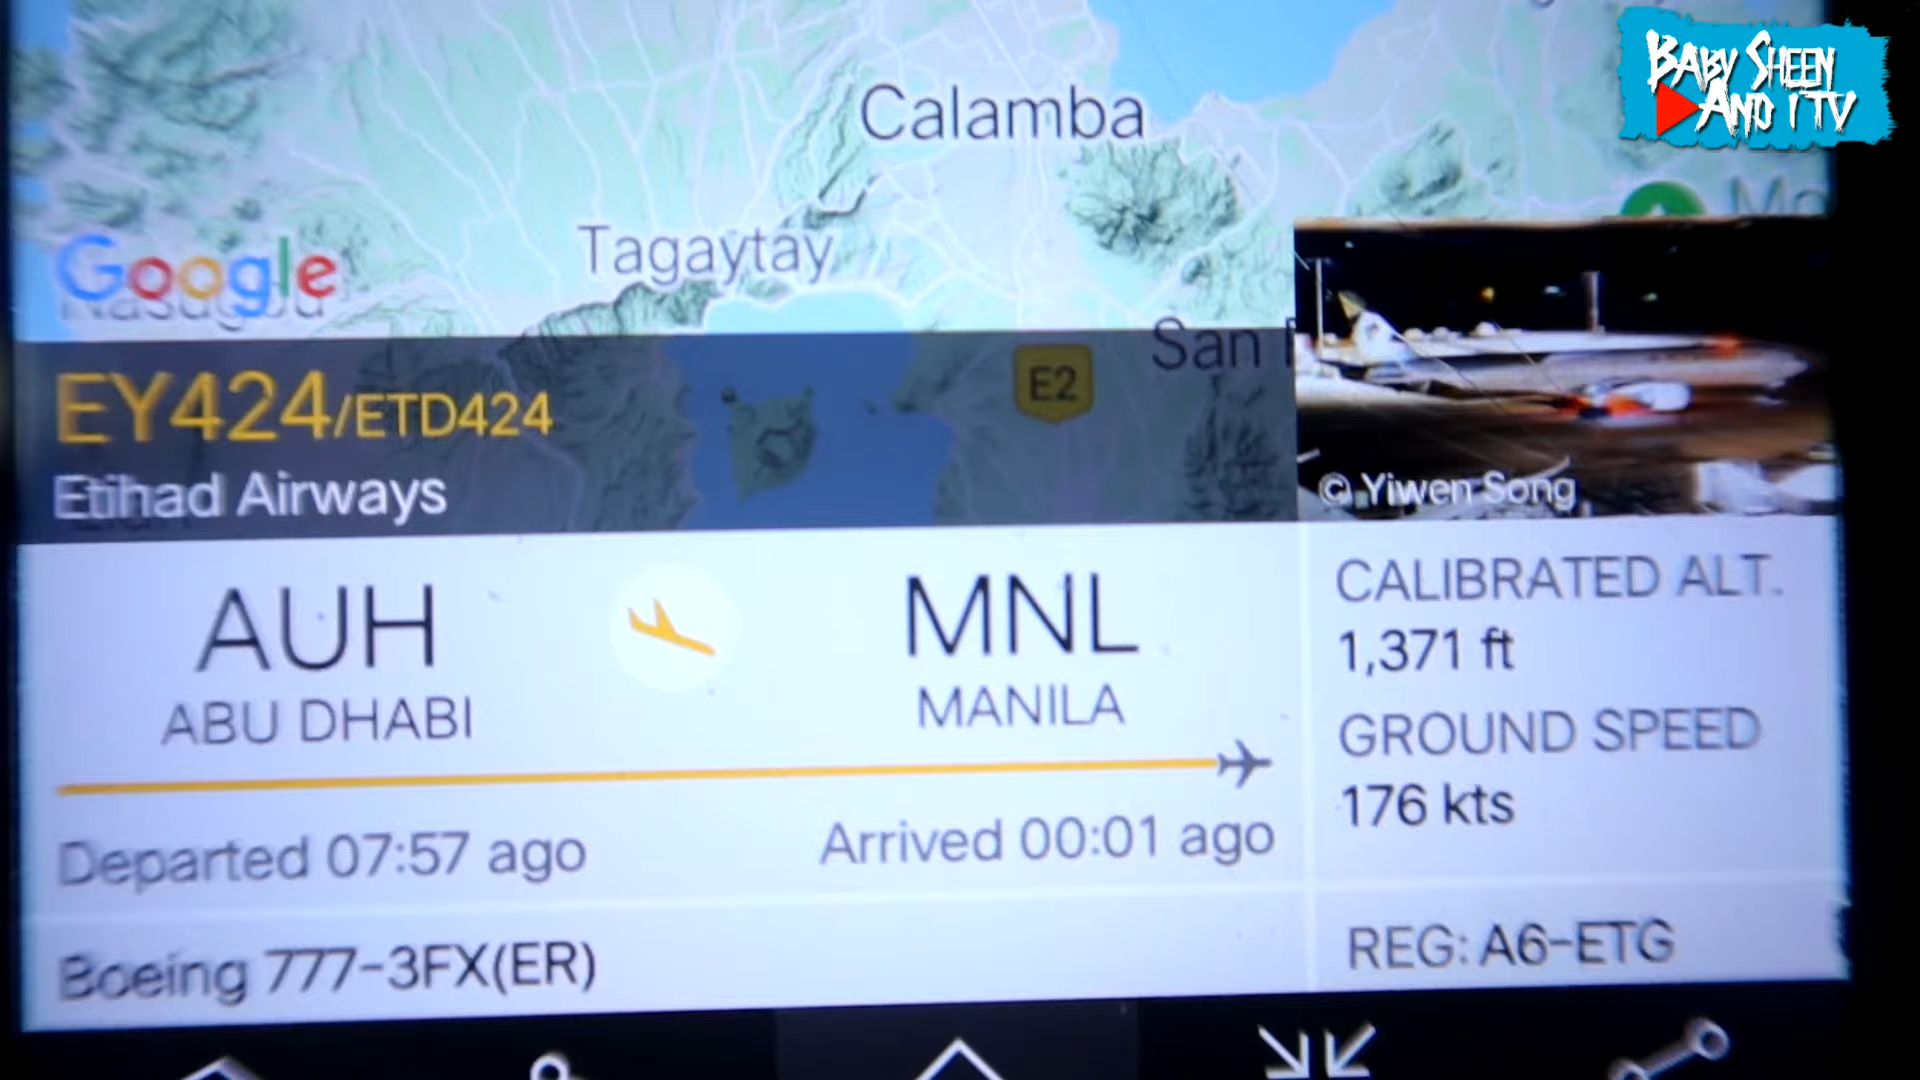 BABY SHEEN
AND I TV
Calamba
Tagaytay
Google
Nasugbu
San
E2
EY424/ETD424
Etihad Airways
© Yiwen Song
AUH
ABU DHABI
MNL
MANILA
CALIBRATED ALT.
1,371 ft
GROUND SPEED
176 kts
Departed 07:57 ago
Arrived 00:01 ago
Boeing 777-3FX(ER)
REG: A6-ETG